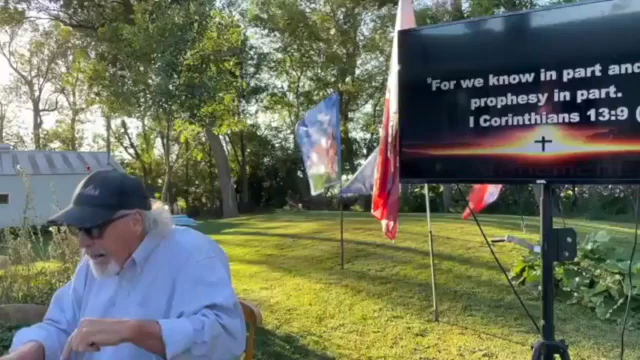 "For we know in part and
prophesy in part.
I Corinthians 13:9 (